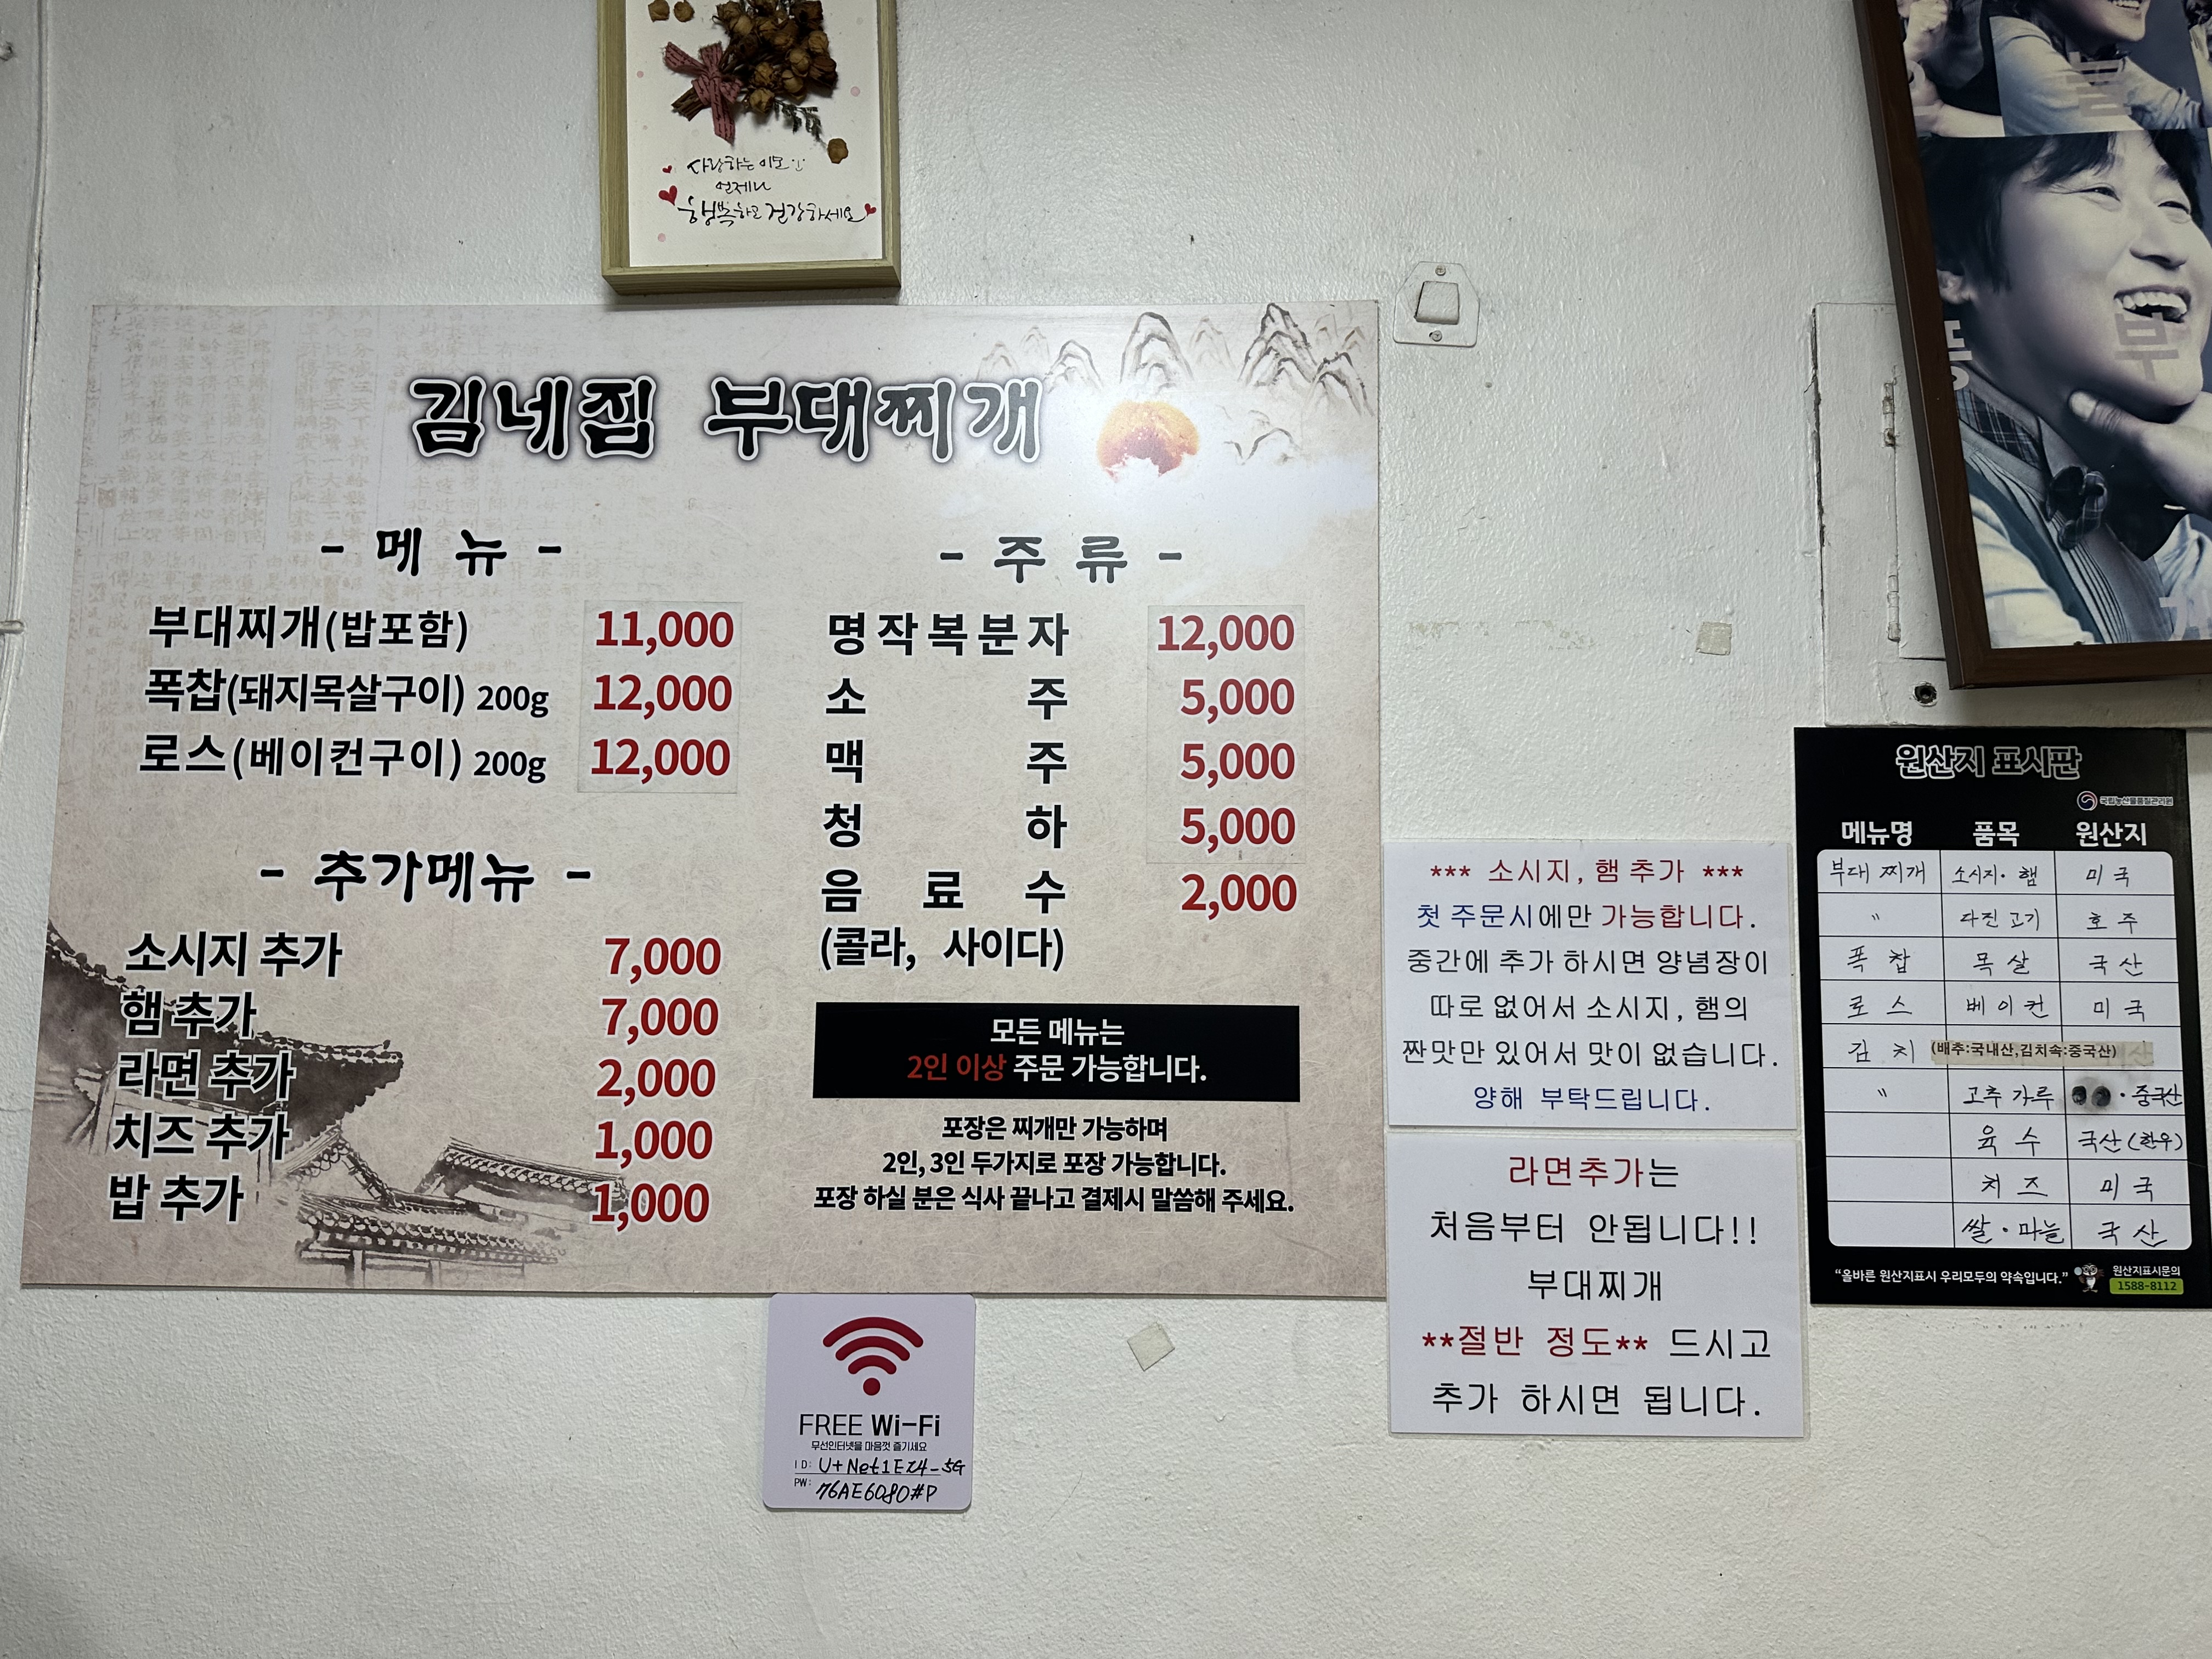 사랑하는 이모
언제나
행복하고 건강하세요
김네집 부대찌개
- 메 뉴 -
부대찌개(밥포함) 11,000
폭찹(돼지목살구이) 200g 12,000
로스(베이컨구이) 200g 12,000
- 추가메뉴 -
소시지 추가 7,000
햄 추가 7,000
라면 추가 2,000
치즈 추가 1,000
밥 추가 1,000
- 주 류 -
명작복분자 12,000
소 주 5,000
맥 주 5,000
청 하 5,000
음 료 수 2,000
(콜라, 사이다)
모든 메뉴는
2인 이상 주문 가능합니다.
포장은 찌개만 가능하며
2인, 3인 두가지로 포장 가능합니다.
포장 하실 분은 식사 끝나고 결제시 말씀해 주세요.
FREE Wi-Fi
무선인터넷을 마음껏 즐기세요
ID: U+Net1EZ4-5G
PW: 76AE6080#P
*** 소시지, 햄 추가 ***
첫 주문시에만 가능합니다.
중간에 추가 하시면 양념장이
따로 없어서 소시지, 햄의
짠맛만 있어서 맛이 없습니다.
양해 부탁드립니다.
라면추가는
처음부터 안됩니다!!
부대찌개
**절반 정도** 드시고
추가 하시면 됩니다.
원산지 표시판
국립농산물품질관리원
메뉴명 품목 원산지
부대찌개 소시지·햄 미국
〃 다진고기 호주
폭찹 목살 국산
로스 베이컨 미국
김치 (배추:국내산,김치속:중국산)
〃 고추가루 ·중국산
육수 국산(한우)
치즈 미국
쌀·마늘 국산
“올바른 원산지표시 우리모두의 약속입니다.”
원산지표시문의
1588-8112